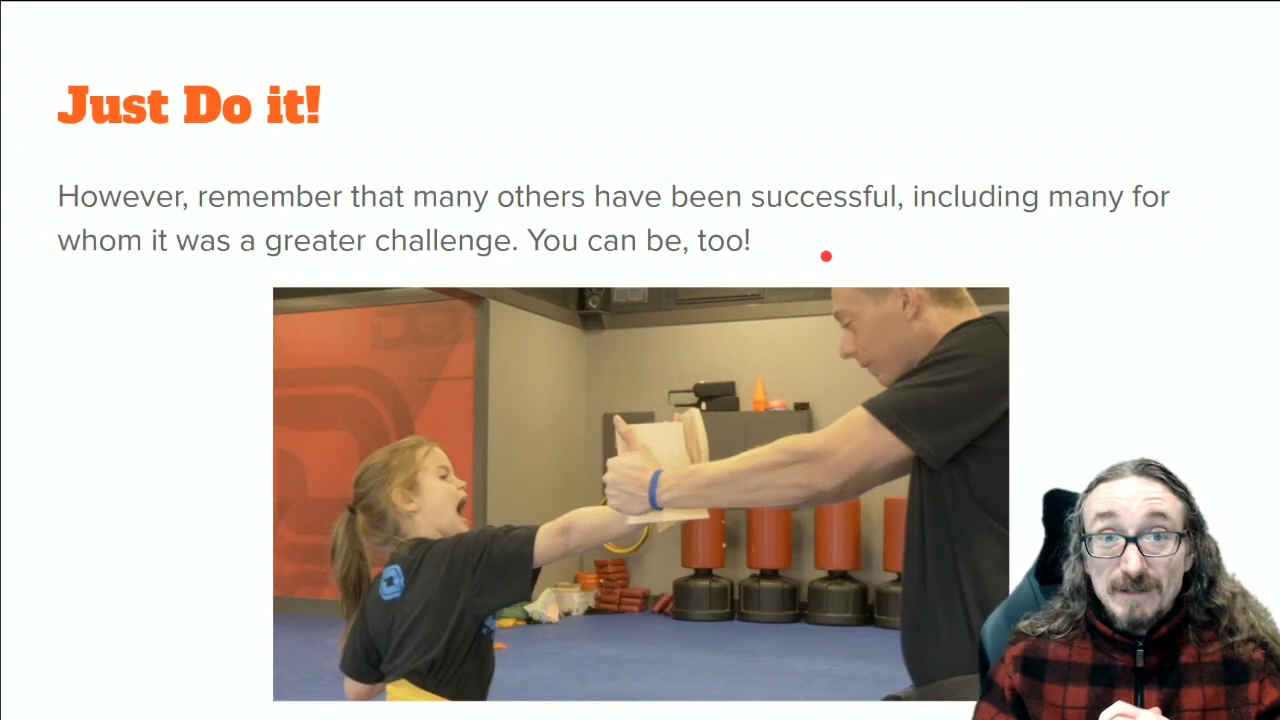 Just Do it!
However, remember that many others have been successful, including many for
whom it was a greater challenge. You can be, too!